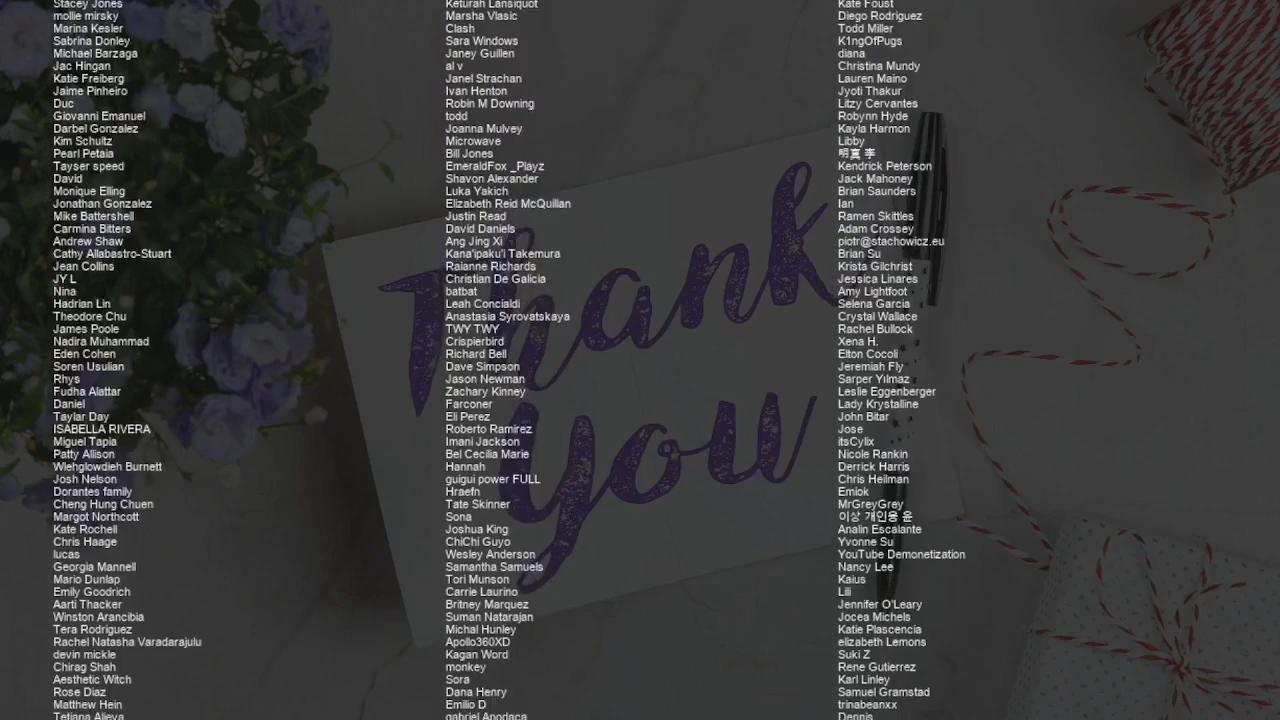 Stacey Jones
mollie mirsky
Marina Kesler
Sabrina Donley
Michael Barzaga
Jac Hingan
Katie Freiberg
Jaime Pinheiro
Duc
Giovanni Emanuel
Darbel Gonzalez
Kim Schultz
Pearl Petaia
Tayser speed
David
Monique Elling
Jonathan Gonzalez
Mike Battershell
Carmina Bitters
Andrew Shaw
Cathy Allabastro-Stuart
Jean Collins
JY L
Nina
Hadrian Lin
Theodore Chu
James Poole
Nadira Muhammad
Eden Cohen
Soren Usulian
Rhys
Fudha Alattar
Daniel
Taylar Day
ISABELLA RIVERA
Miguel Tapia
Patty Allison
Wiehglowdieh Burnett
Josh Nelson
Dorantes family
Cheng Hung Chuen
Margot Northcott
Kate Rochell
Chris Haage
lucas
Georgia Mannell
Mario Dunlap
Emily Goodrich
Aarti Thacker
Winston Arancibia
Tera Rodriguez
Rachel Natasha Varadarajulu
devin mickle
Chirag Shah
Aesthetic Witch
Rose Diaz
Matthew Hein
Tetiana Alieva
Keturah Lansiquot
Marsha Vlasic
Clash
Sara Windows
Janey Guillen
al v
Janel Strachan
Ivan Henton
Robin M Downing
todd
Joanna Mulvey
Microwave
Bill Jones
EmeraldFox _Playz
Shavon Alexander
Luka Yakich
Elizabeth Reid McQuillan
Justin Read
David Daniels
Ang Jing Xi
Kana'ipaku'i Takemura
Raianne Richards
Christian De Galicia
batbat
Leah Concialdi
Anastasia Syrovatskaya
TWY TWY
Crispierbird
Richard Bell
Dave Simpson
Jason Newman
Zachary Kinney
Farconer
Eli Perez
Roberto Ramirez
Imani Jackson
Bel Cecilia Marie
Hannah
guigui power FULL
Hraefn
Tate Skinner
Sona
Joshua King
ChiChi Guyo
Wesley Anderson
Samantha Samuels
Tori Munson
Carrie Laurino
Britney Marquez
Suman Natarajan
Michal Hunley
Apollo360XD
Kagan Word
monkey
Sora
Dana Henry
Emilio D
gabriel Apodaca
Kate Foust
Diego Rodriguez
Todd Miller
K1ngOfPugs
diana
Christina Mundy
Lauren Maino
Jyoti Thakur
Litzy Cervantes
Robynn Hyde
Kayla Harmon
Libby
明真 李
Kendrick Peterson
Jack Mahoney
Brian Saunders
Ian
Ramen Skittles
Adam Crossey
piotr@stachowicz.eu
Brian Su
Krista Gilchrist
Jessica Linares
Amy Lightfoot
Selena Garcia
Crystal Wallace
Rachel Bullock
Xena H.
Elton Cocoli
Jeremiah Fly
Sarper Yılmaz
Leslie Eggenberger
Lady Krystalline
John Bitar
Jose
itsCylix
Nicole Rankin
Derrick Harris
Chris Hellman
Emiok
MrGreyGrey
이상 개인용 윤
Analin Escalante
Yvonne Su
YouTube Demonetization
Nancy Lee
Kaius
Lili
Jennifer O'Leary
Jocea Michels
Katie Plascencia
elizabeth Lemons
Suki Z
Rene Gutierrez
Karl Linley
Samuel Gramstad
trinabeanxx
Dennis
Thank
you